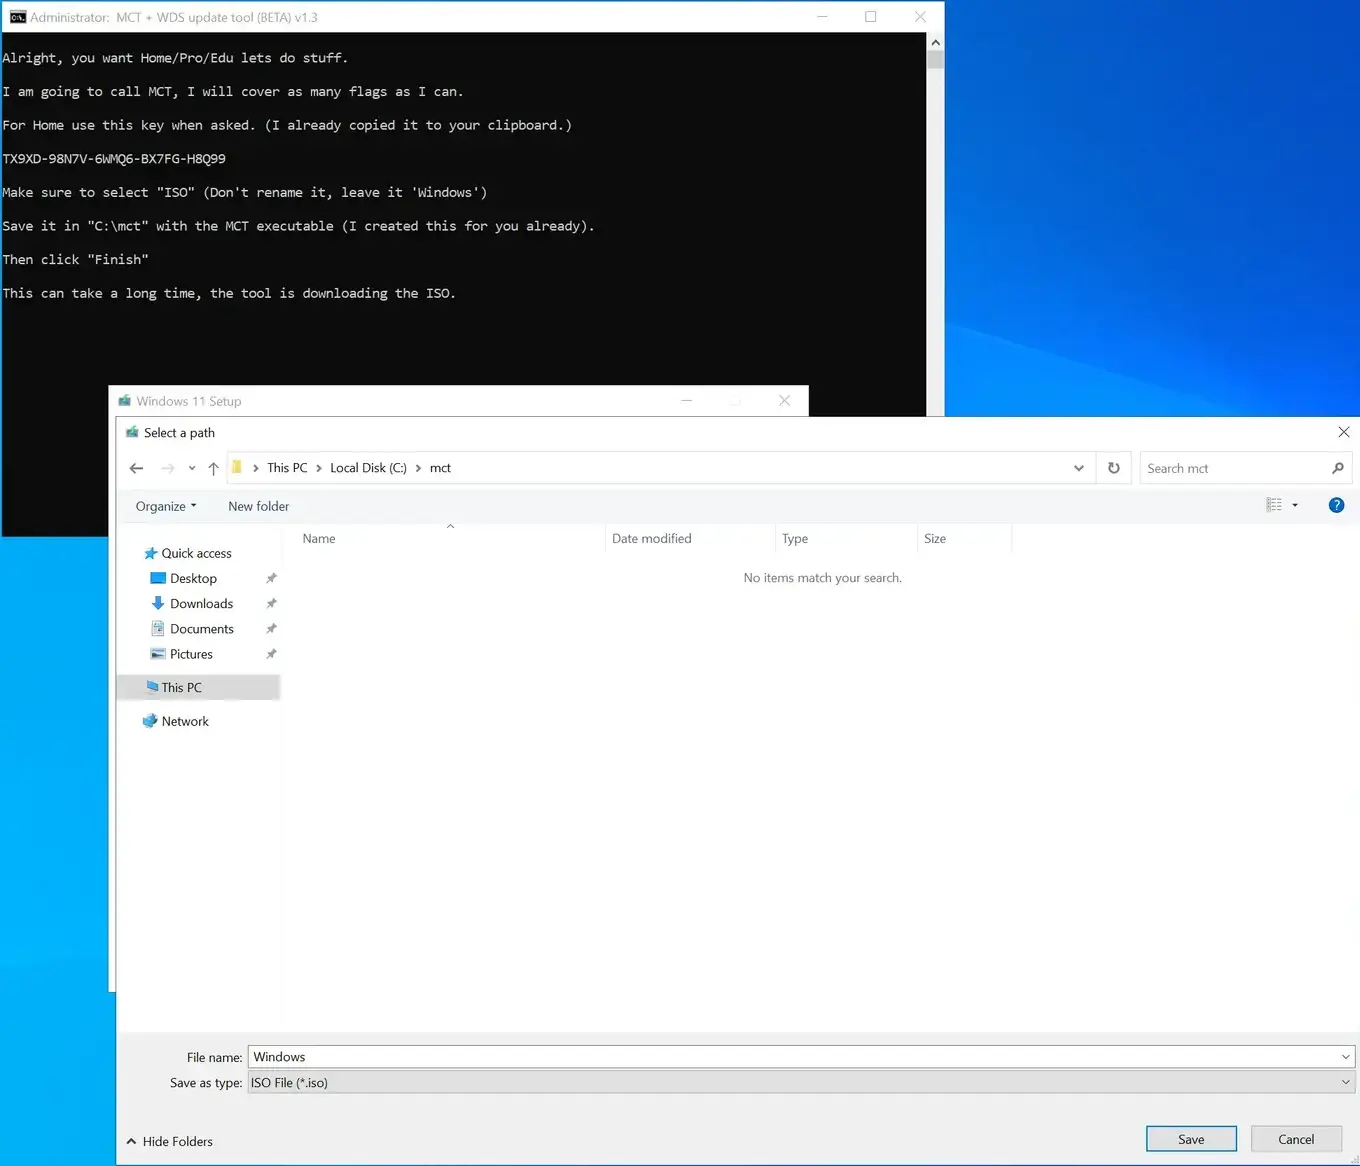 Administrator: MCT + WDS update tool (BETA) v1.3
Alright, you want Home/Pro/Edu lets do stuff.
I am going to call MCT, I will cover as many flags as I can.
For Home use this key when asked. (I already copied it to your clipboard.)
TX9XD-98N7V-6WMQ6-BX7FG-H8Q99
Make sure to select "ISO" (Don't rename it, leave it 'Windows')
Save it in "C:\mct" with the MCT executable (I created this for you already).
Then click "Finish"
This can take a long time, the tool is downloading the ISO.
Windows 11 Setup
Select a path
This PC > Local Disk (C:) > mct
Search mct
Organize
New folder
Name
Date modified
Type
Size
No items match your search.
Quick access
Desktop
Downloads
Documents
Pictures
This PC
Network
File name: Windows
Save as type: ISO File (*.iso)
Hide Folders
Save
Cancel